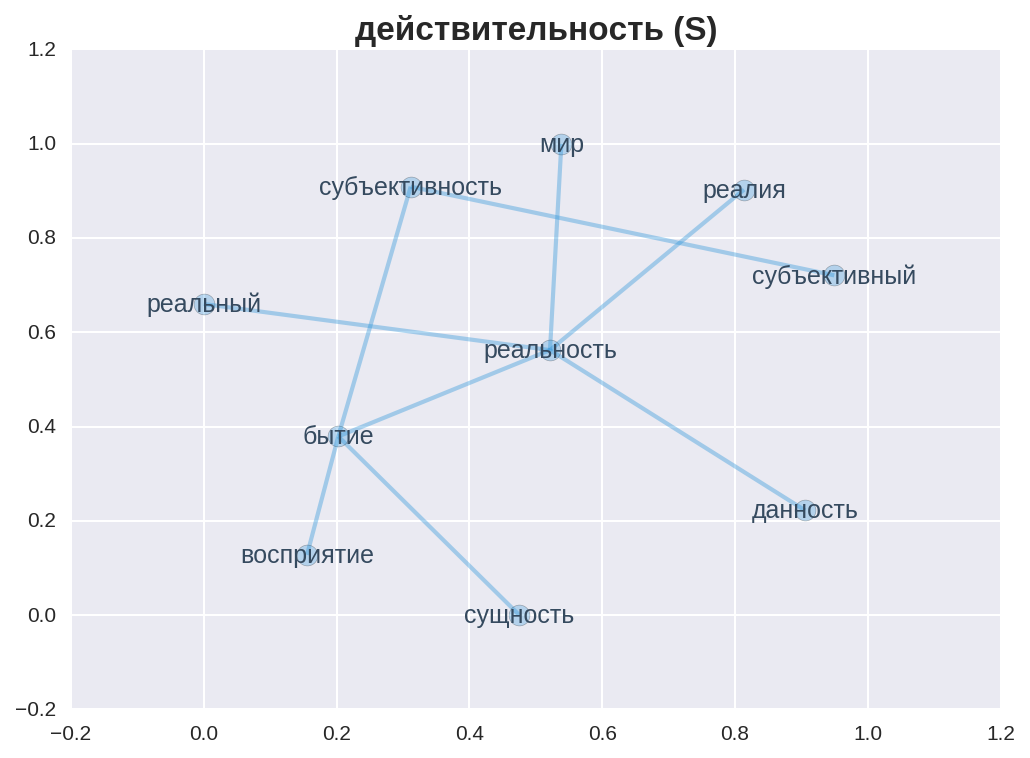 действительность (S)
1.2
1.0
0.8
0.6
0.4
0.2
0.0
−0.2
мир
субъективность
реалия
субъективный
реальный
реальность
бытие
данность
восприятие
сущность
−0.2 0.0 0.2 0.4 0.6 0.8 1.0 1.2